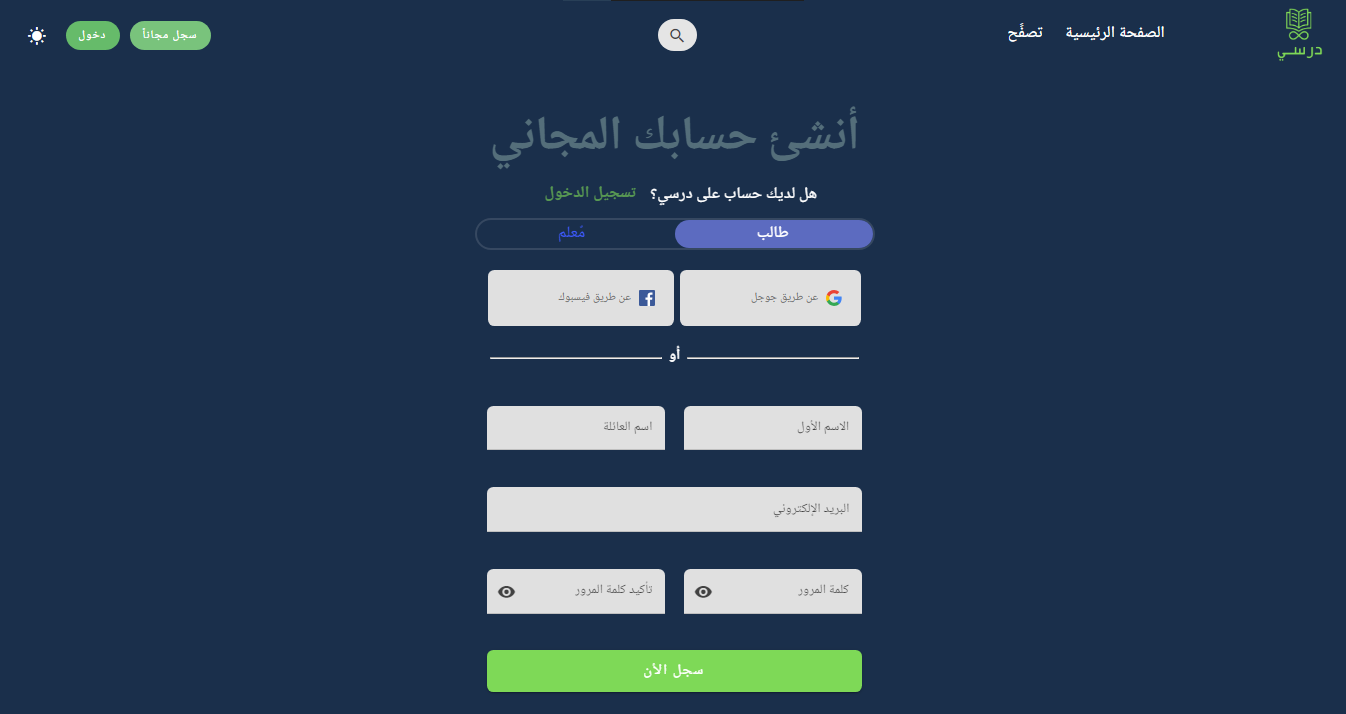 درسي
الصفحة الرئيسية
تصفَّح
سجل مجاناً
دخول
أنشئ حسابك المجاني
هل لديك حساب على درسي؟ تسجيل الدخول
طالب
مُعلم
عن طريق جوجل
عن طريق فيسبوك
أو
الاسم الأول
اسم العائلة
البريد الإلكتروني
كلمة المرور
تأكيد كلمة المرور
سجل الأن